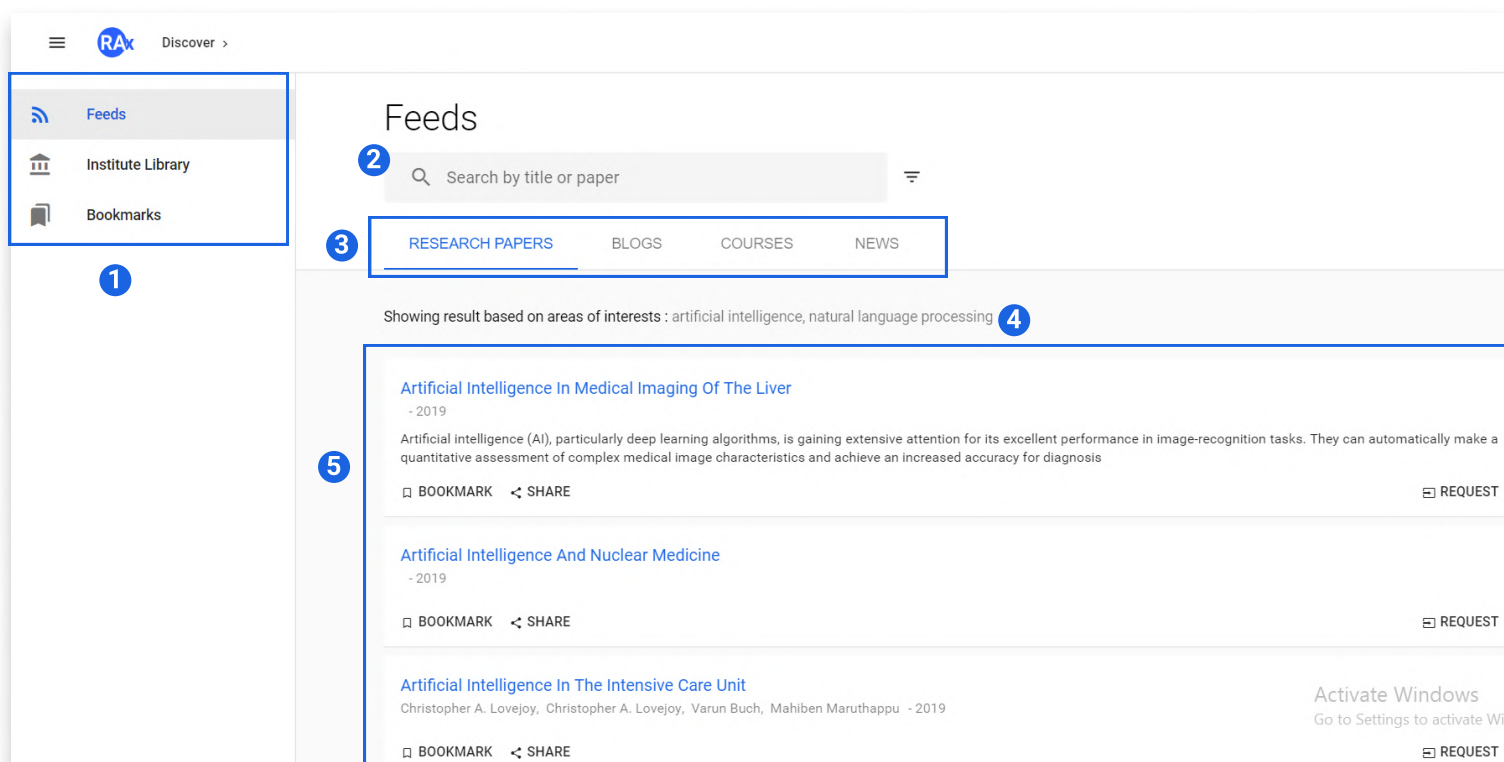 RAx Discover ›
Feeds
Institute Library
Bookmarks
1
Feeds
2 Search by title or paper
3 RESEARCH PAPERS BLOGS COURSES NEWS
Showing result based on areas of interests : artificial intelligence, natural language processing 4
5
Artificial Intelligence In Medical Imaging Of The Liver
- 2019
Artificial intelligence (AI), particularly deep learning algorithms, is gaining extensive attention for its excellent performance in image-recognition tasks. They can automatically make a
quantitative assessment of complex medical image characteristics and achieve an increased accuracy for diagnosis
BOOKMARK SHARE REQUEST
Artificial Intelligence And Nuclear Medicine
- 2019
BOOKMARK SHARE REQUEST
Artificial Intelligence In The Intensive Care Unit
Christopher A. Lovejoy, Christopher A. Lovejoy, Varun Buch, Mahiben Maruthappu - 2019
BOOKMARK SHARE REQUEST
Activate Windows
Go to Settings to activate Wi